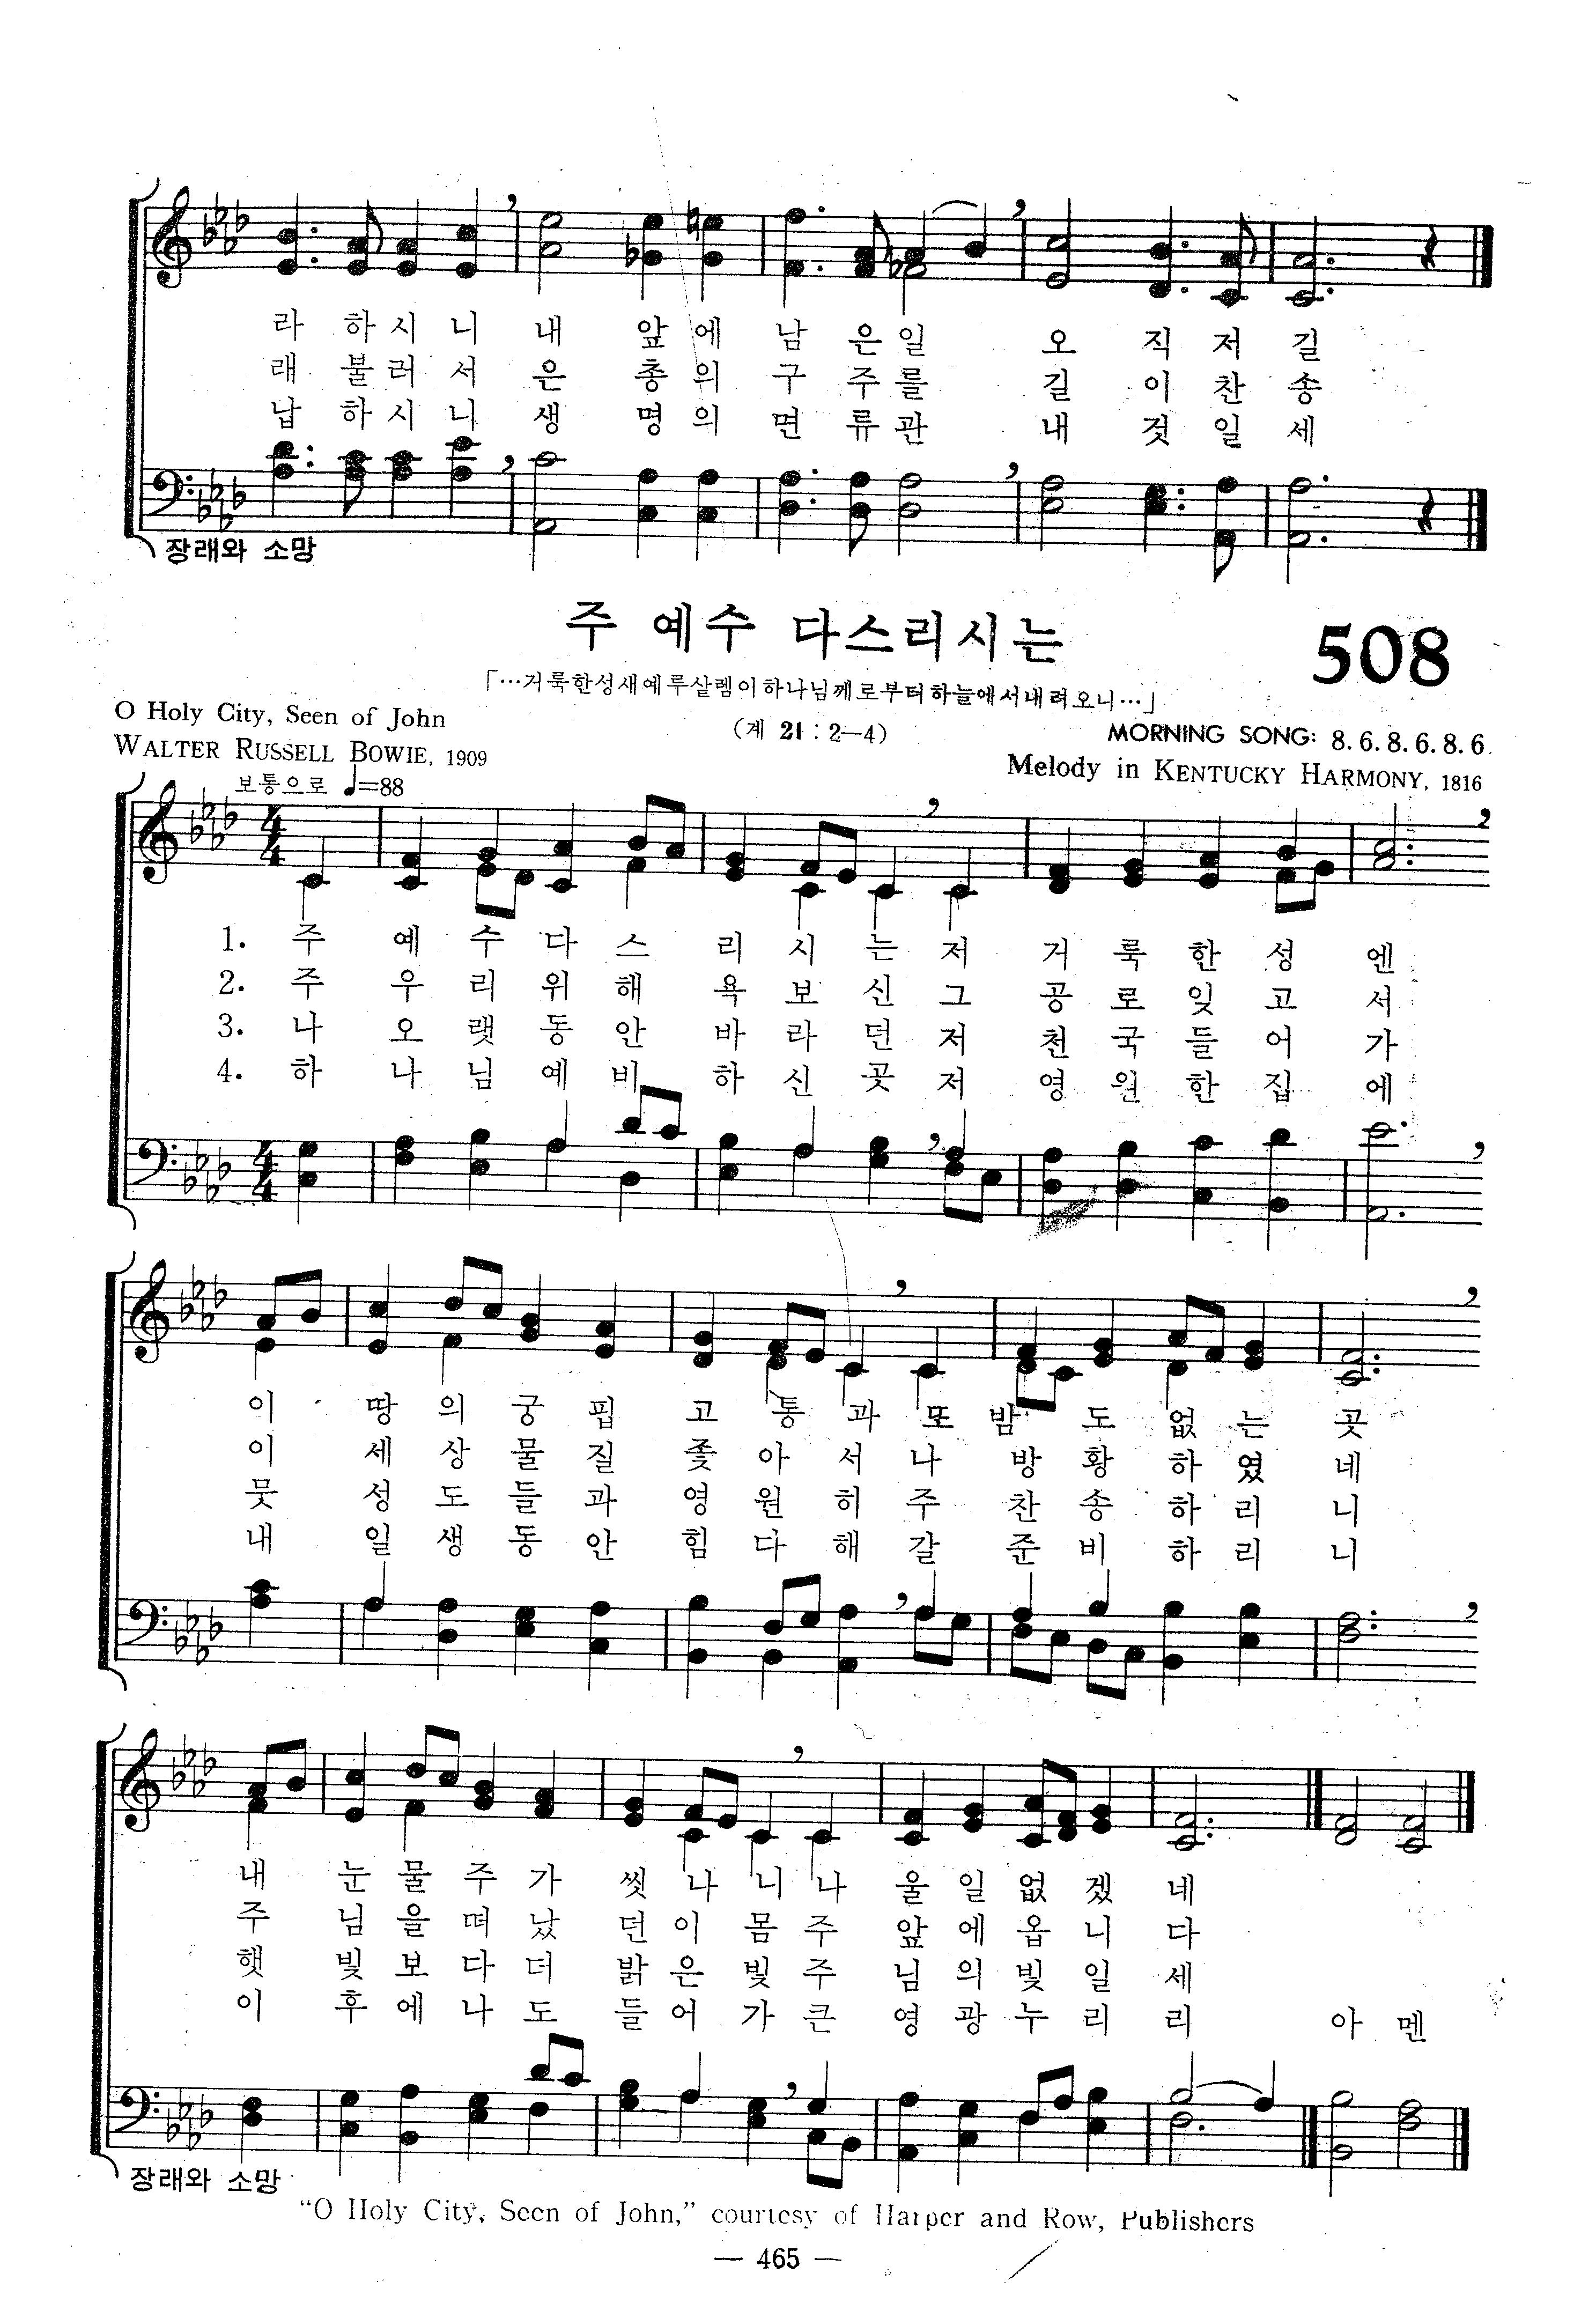 라 하 시 니 내 앞 에 남 은 일 오 직 저 길
래 불 러 서 은 총 의 구 주 를 길 이 찬 송
납 하 시 니 생 명 의 면 류 관 내 것 일 세
장래와 소망
주 예수 다스리시는
508
「…거룩한성새예루살렘이하나님께로부터하늘에서내려오니…」
(계 21 : 2—4)
O Holy City, Seen of John
WALTER RUSSELL BOWIE, 1909
MORNING SONG: 8. 6. 8. 6. 8. 6.
Melody in KENTUCKY HARMONY, 1816
보통으로 ♩=88
1. 주 예 수 다 스 리 시 는 저 거 룩 한 성 엔
2. 주 우 리 위 해 욕 보 신 그 공 로 잊 고 서
3. 나 오 랫 동 안 바 라 던 저 천 국 들 어 가
4. 하 나 님 예 비 하 신 곳 저 영 원 한 집 에
이 땅 의 궁 핍 고 통 과 또 밤 도 없 는 곳
이 세 상 물 질 좇 아 서 나 방 황 하 였 네
뭇 성 도 들 과 영 원 히 주 찬 송 하 리 니
내 일 생 동 안 힘 다 해 갈 준 비 하 리 니
내 눈 물 주 가 씻 나 니 나 울 일 없 겠 네
주 님 을 떠 났 던 이 몸 주 앞 에 옵 니 다
햇 빛 보 다 더 밝 은 빛 주 님 의 빛 일 세
이 후 에 나 도 들 어 가 큰 영 광 누 리 리 아 멘
장래와 소망
“O Holy City, Seen of John,” courtesy of Harper and Row, Publishers
— 465 —